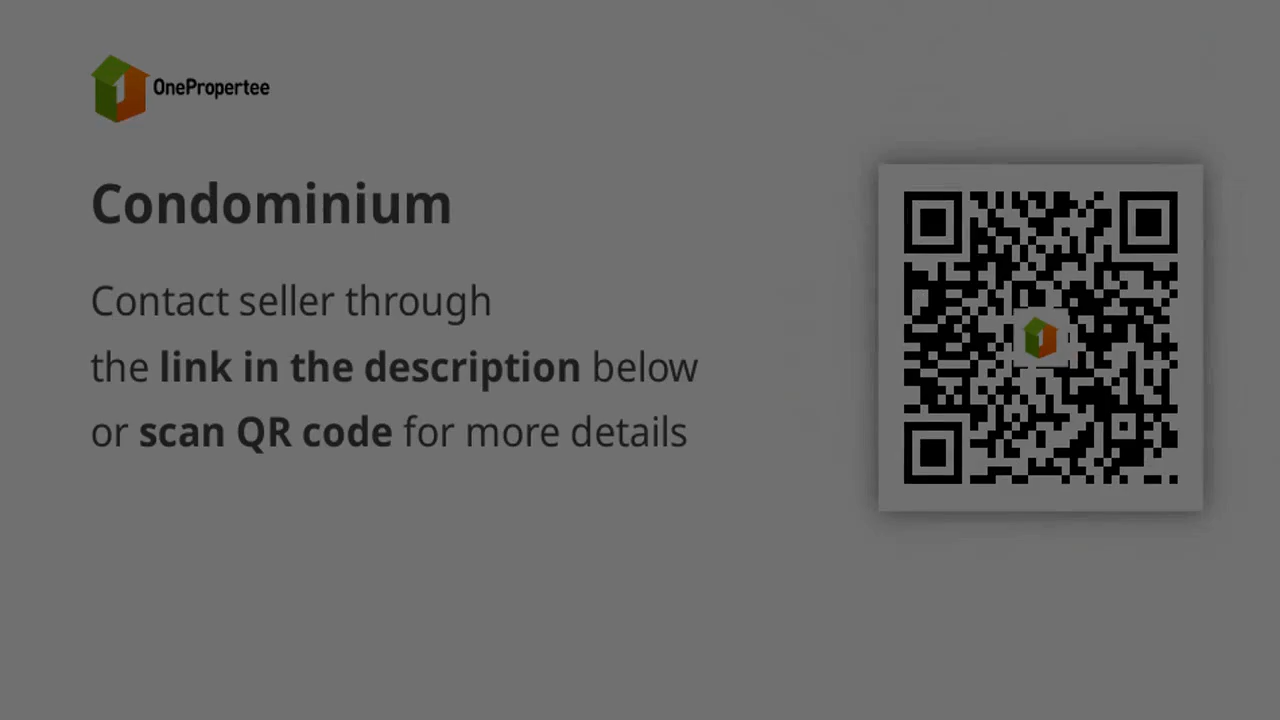 OnePropertee
Condominium
Contact seller through
the link in the description below
or scan QR code for more details